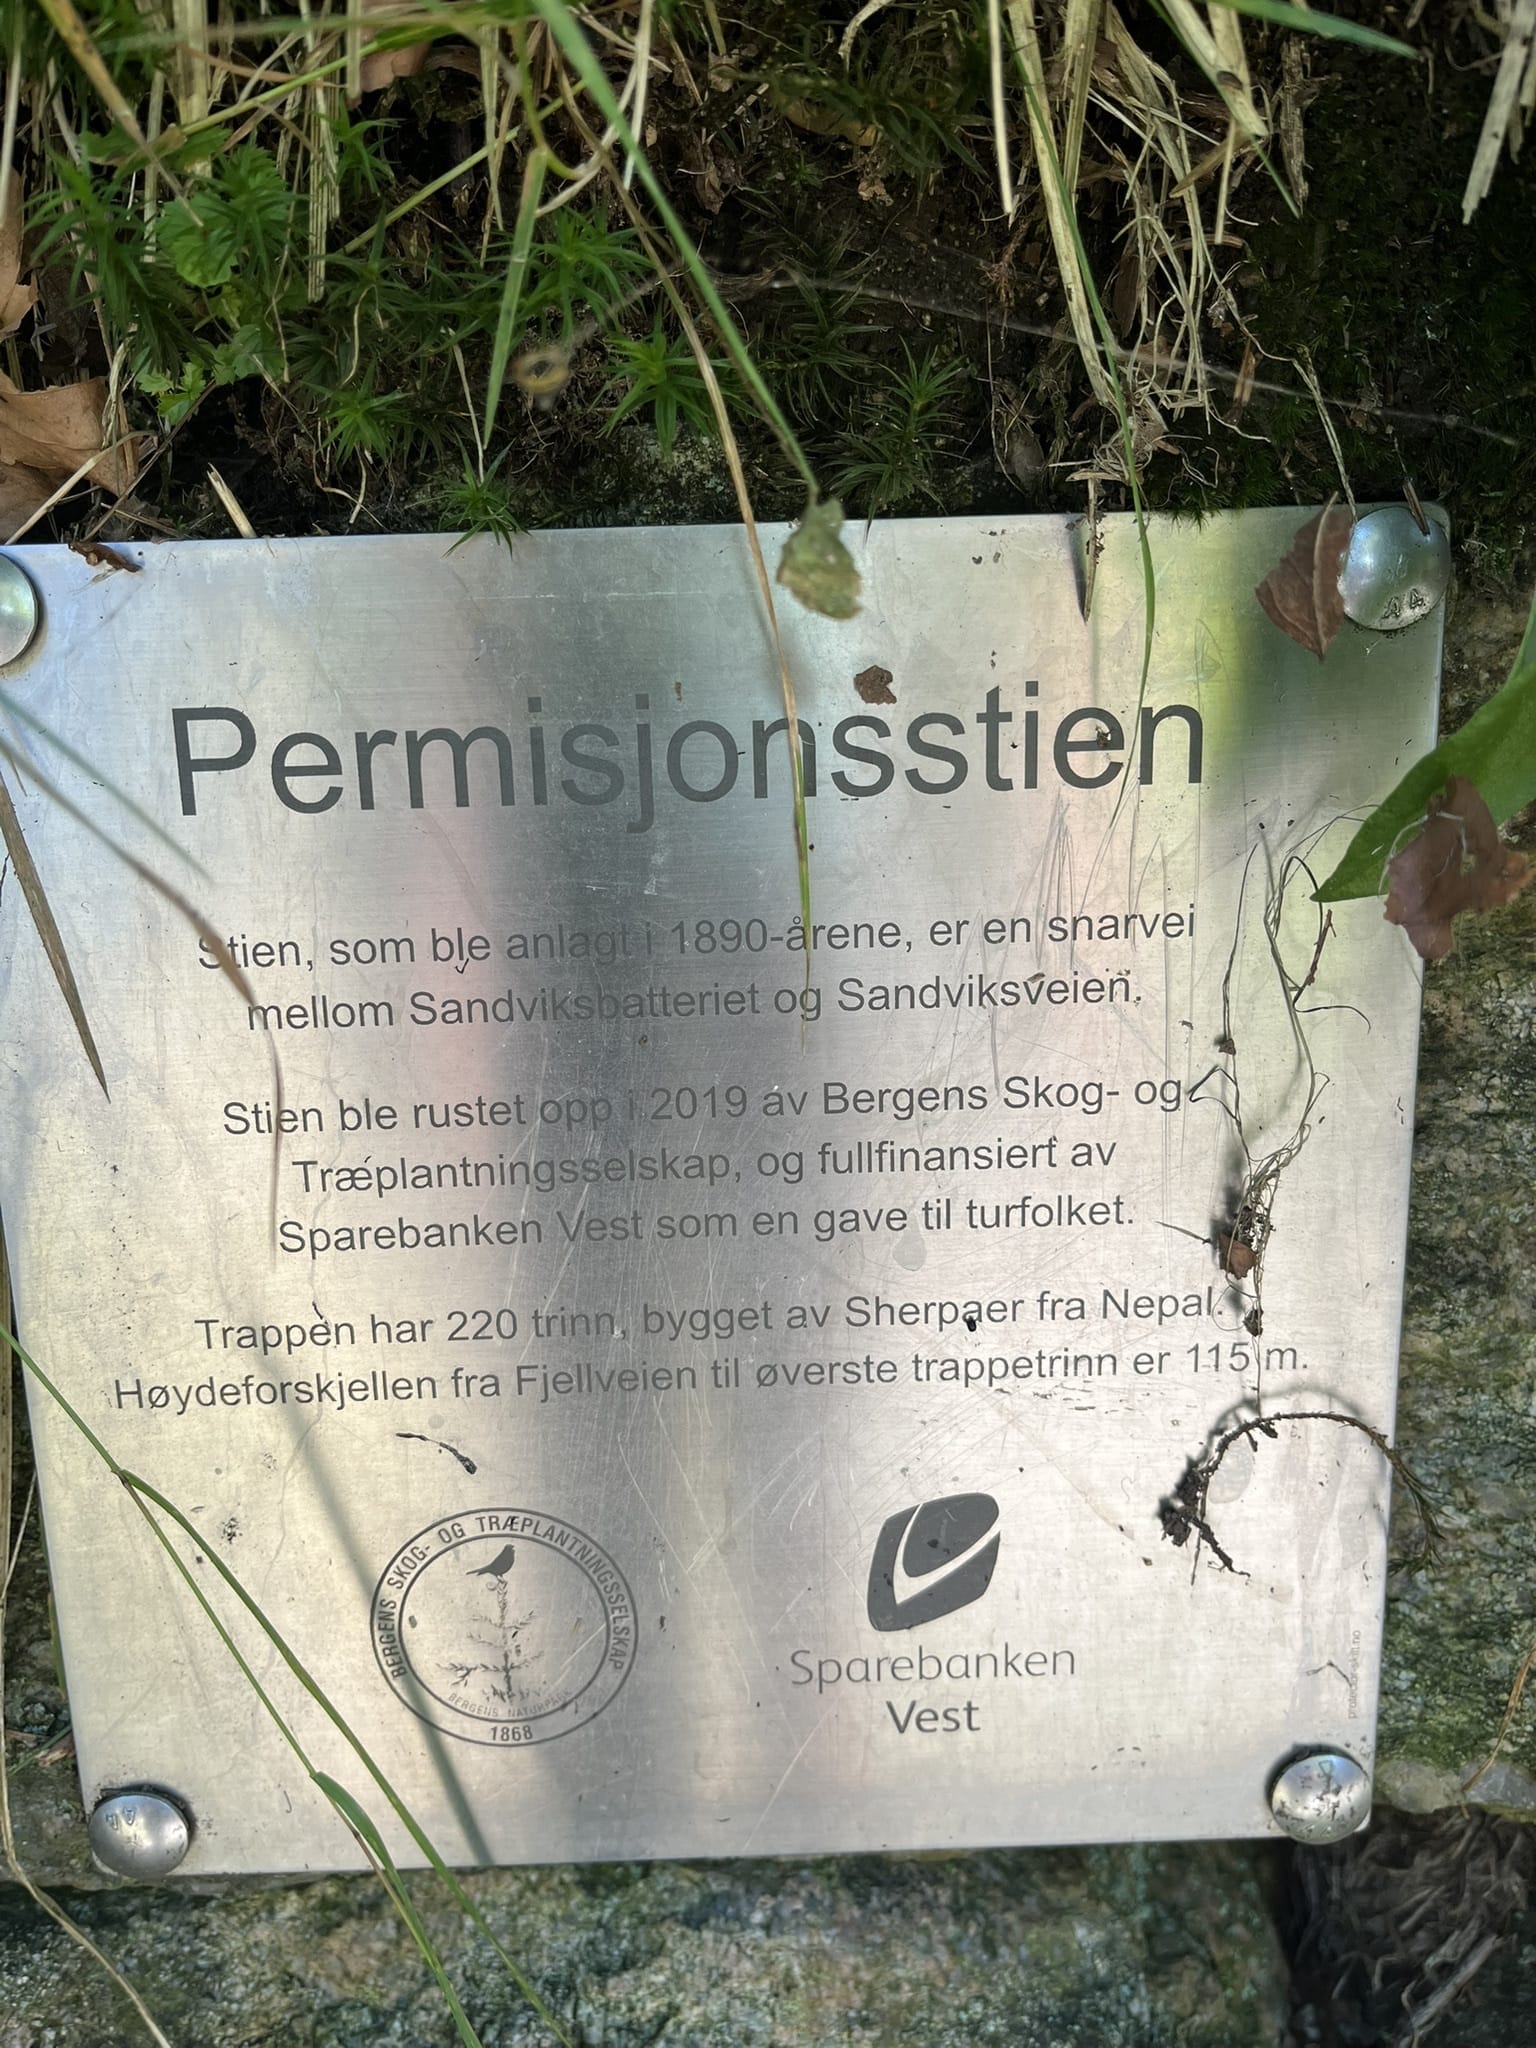 Permisjonsstien
Stien, som ble anlagt i 1890-årene, er en snarvei
mellom Sandviksbatteriet og Sandviksveien.
Stien ble rustet opp i 2019 av Bergens Skog- og
Træplantningsselskap, og fullfinansiert av
Sparebanken Vest som en gave til turfolket.
Trappen har 220 trinn, bygget av Sherpaer fra Nepal.
Høydeforskjellen fra Fjellveien til øverste trappetrinn er 115 m.
BERGENS SKOG- OG TRÆPLANTNINGSSELSKAP
BERGENS NATURPARK
1868
Sparebanken
Vest